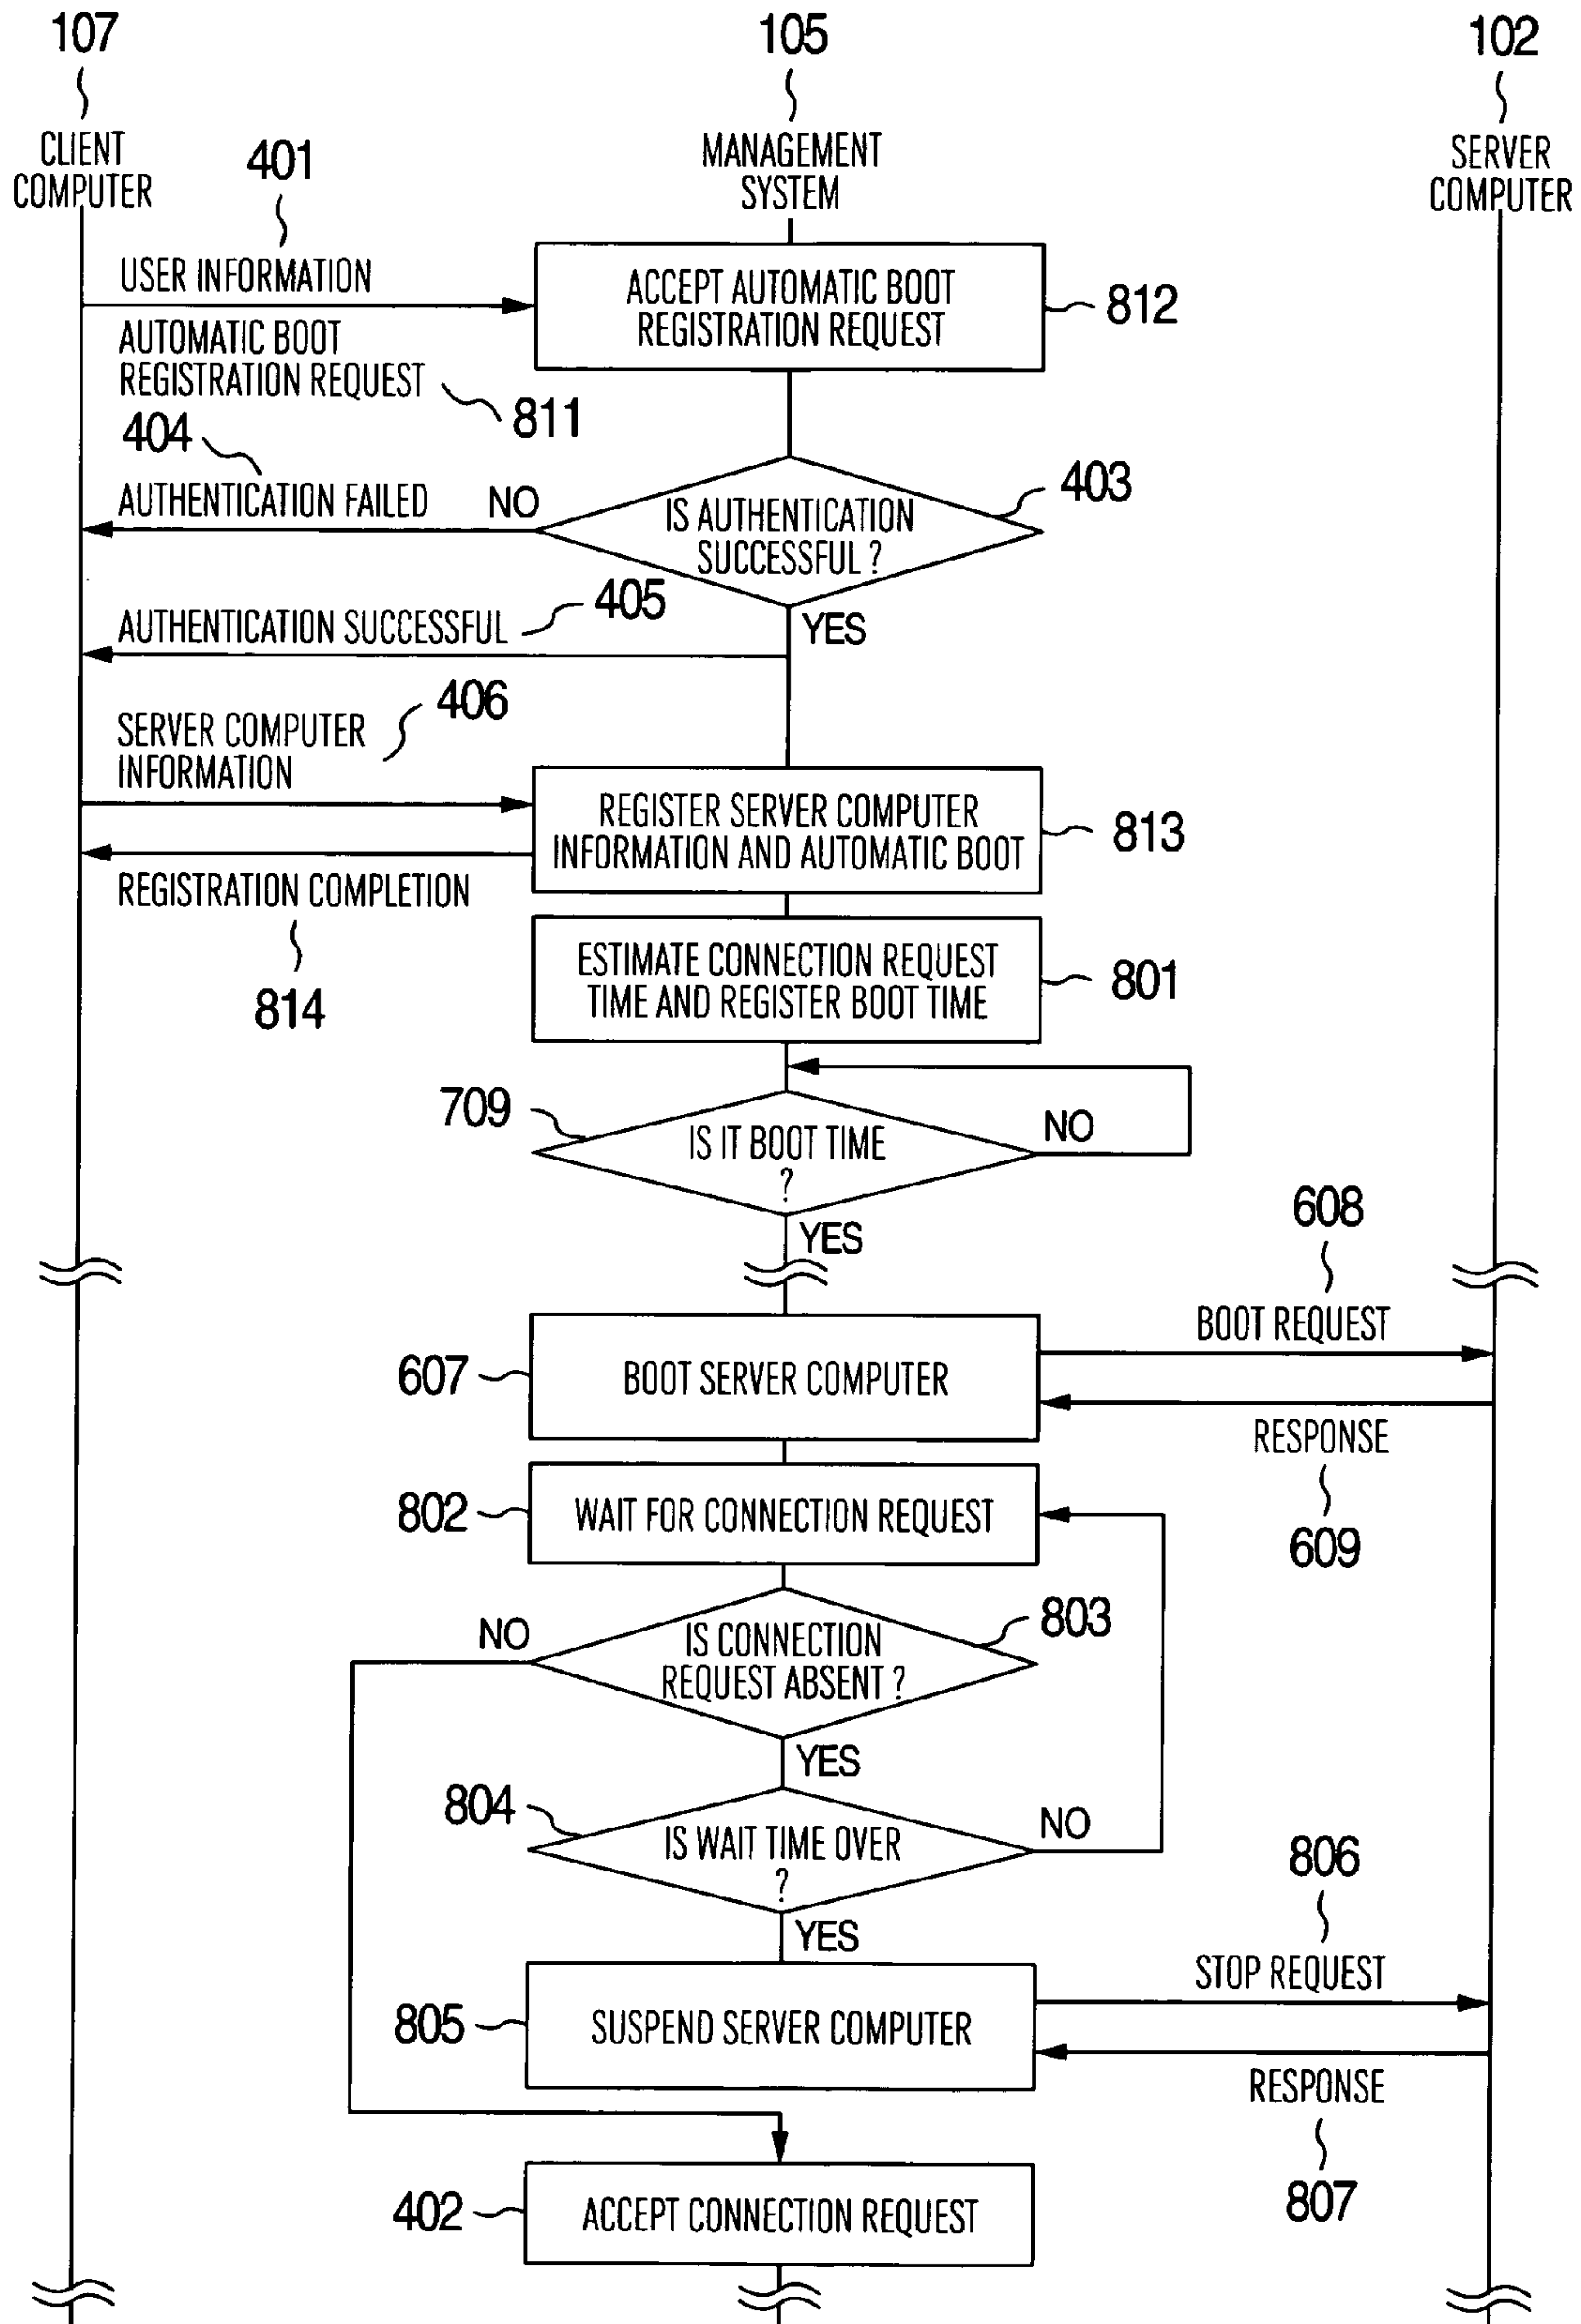 107
105
102
CLIENT
COMPUTER
MANAGEMENT
SYSTEM
SERVER
COMPUTER
401
USER INFORMATION
AUTOMATIC BOOT
REGISTRATION REQUEST
811
ACCEPT AUTOMATIC BOOT
REGISTRATION REQUEST
812
404
AUTHENTICATION FAILED
NO
IS AUTHENTICATION
SUCCESSFUL ?
403
AUTHENTICATION SUCCESSFUL
405
YES
406
SERVER COMPUTER
INFORMATION
REGISTER SERVER COMPUTER
INFORMATION AND AUTOMATIC BOOT
813
REGISTRATION COMPLETION
814
ESTIMATE CONNECTION REQUEST
TIME AND REGISTER BOOT TIME
801
709
IS IT BOOT TIME
?
NO
YES
608
BOOT REQUEST
607
BOOT SERVER COMPUTER
RESPONSE
609
802
WAIT FOR CONNECTION REQUEST
NO
IS CONNECTION
REQUEST ABSENT ?
803
YES
804
IS WAIT TIME OVER
?
NO
YES
806
STOP REQUEST
805
SUSPEND SERVER COMPUTER
RESPONSE
807
402
ACCEPT CONNECTION REQUEST